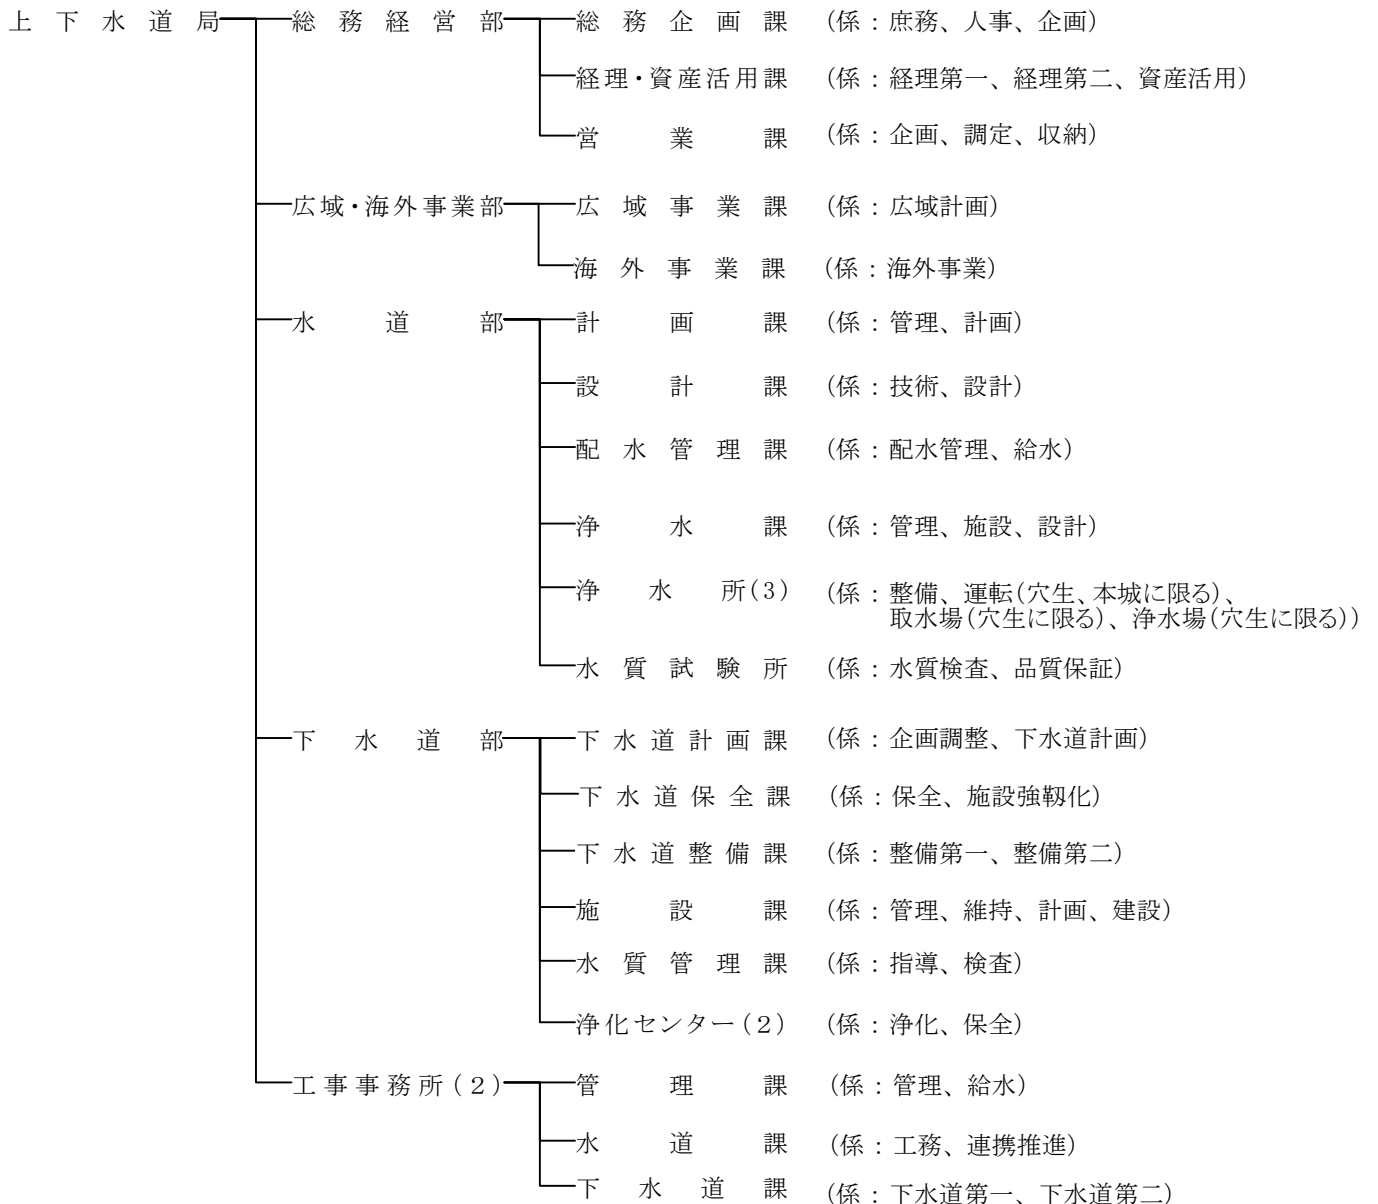 上下水道局 総務経営部 総務企画課 (係：庶務、人事、企画)
経理・資産活用課 (係：経理第一、経理第二、資産活用)
営業課 (係：企画、調定、収納)
広域・海外事業部 広域事業課 (係：広域計画)
海外事業課 (係：海外事業)
水道部 計画課 (係：管理、計画)
設計課 (係：技術、設計)
配水管理課 (係：配水管理、給水)
浄水課 (係：管理、施設、設計)
浄水所(3) (係：整備、運転(穴生、本城に限る)、
取水場(穴生に限る)、浄水場(穴生に限る))
水質試験所 (係：水質検査、品質保証)
下水道部 下水道計画課 (係：企画調整、下水道計画)
下水道保全課 (係：保全、施設強靱化)
下水道整備課 (係：整備第一、整備第二)
施設課 (係：管理、維持、計画、建設)
水質管理課 (係：指導、検査)
浄化センター(2) (係：浄化、保全)
工事事務所(2) 管理課 (係：管理、給水)
水道課 (係：工務、連携推進)
下水道課 (係：下水道第一、下水道第二)